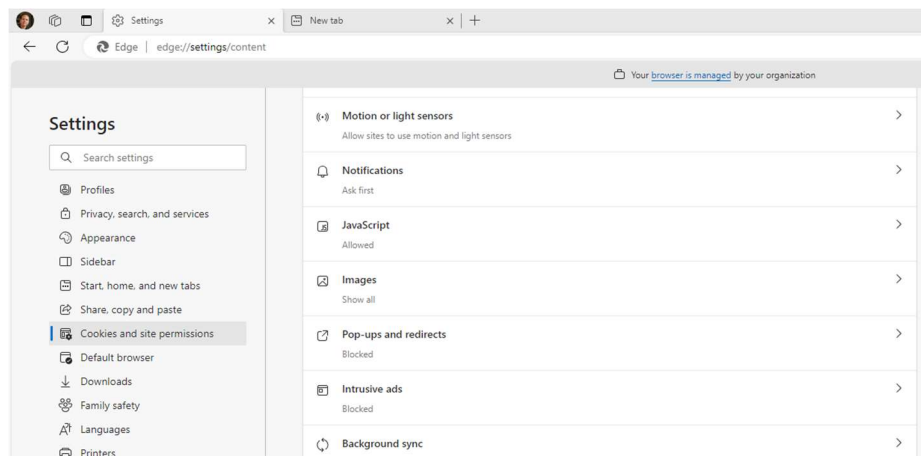 Settings
New tab
Edge | edge://settings/content
Your browser is managed by your organization
Settings
Search settings
Profiles
Privacy, search, and services
Appearance
Sidebar
Start, home, and new tabs
Share, copy and paste
Cookies and site permissions
Default browser
Downloads
Family safety
Languages
Printers
Motion or light sensors
Allow sites to use motion and light sensors
Notifications
Ask first
JavaScript
Allowed
Images
Show all
Pop-ups and redirects
Blocked
Intrusive ads
Blocked
Background sync